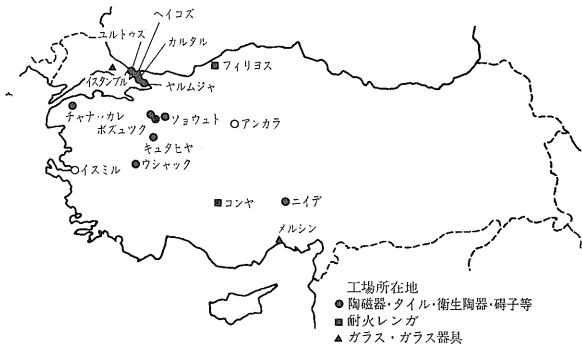 ヘイコズ
ユルトゥス
カルタル
フィリヨス
イスタンブル
ヤルムジャ
チャナッカレ
ソョウュト
アンカラ
ボズュツク
キュタヒヤ
イスミル
ウシャック
コンヤ
ニイデ
メルシン
工場所在地
陶磁器・タイル・衛生陶器・碍子等
耐火レンガ
ガラス・ガラス器具